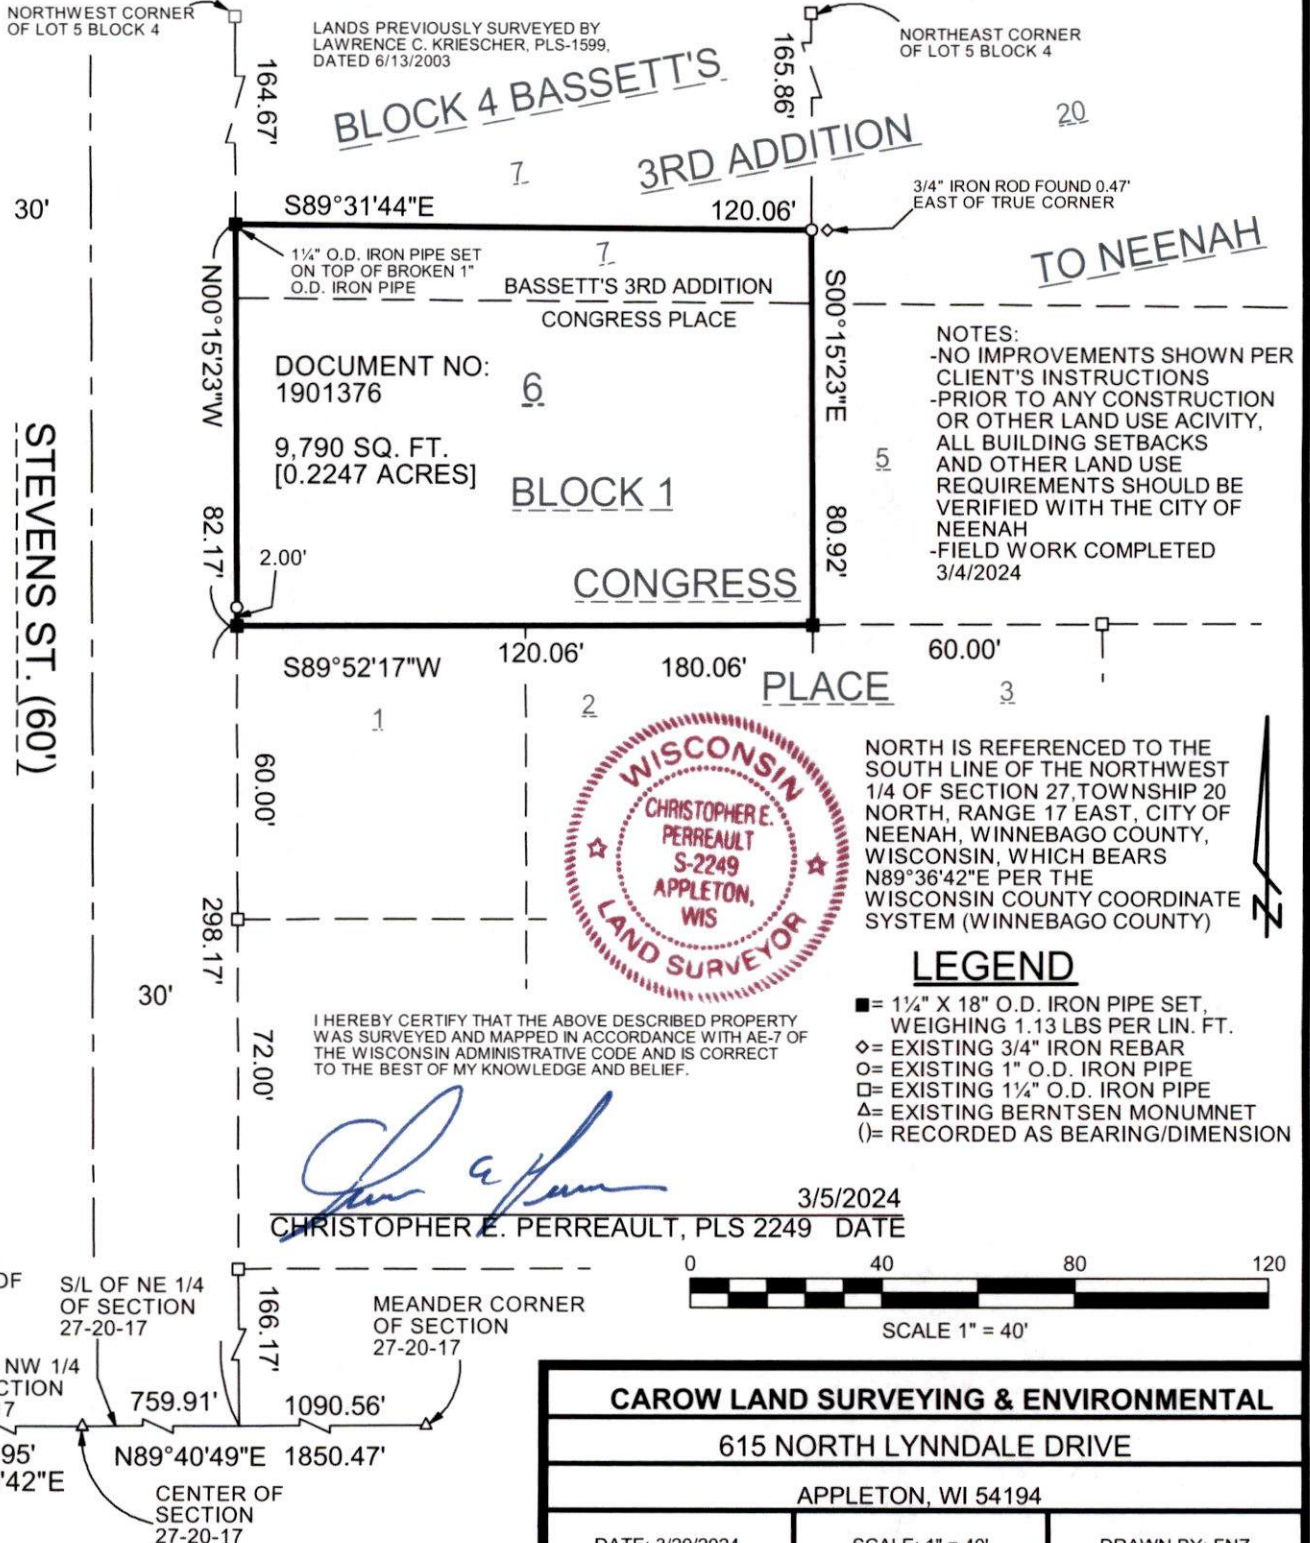 NORTHWEST CORNER
OF LOT 5 BLOCK 4
LANDS PREVIOUSLY SURVEYED BY
LAWRENCE C. KRIESCHER, PLS-1599,
DATED 6/13/2003
NORTHEAST CORNER
OF LOT 5 BLOCK 4
164.67'
165.86'
BLOCK 4 BASSETT'S
3RD ADDITION
TO NEENAH
7
20
30'
S89°31'44"E
120.06'
3/4" IRON ROD FOUND 0.47'
EAST OF TRUE CORNER
1¼" O.D. IRON PIPE SET
ON TOP OF BROKEN 1"
O.D. IRON PIPE
7
BASSETT'S 3RD ADDITION
CONGRESS PLACE
N00°15'23"W
82.17'
S00°15'23"E
80.92'
DOCUMENT NO:
1901376
6
9,790 SQ. FT.
[0.2247 ACRES]
BLOCK 1
5
NOTES:
-NO IMPROVEMENTS SHOWN PER
CLIENT'S INSTRUCTIONS
-PRIOR TO ANY CONSTRUCTION
OR OTHER LAND USE ACIVITY,
ALL BUILDING SETBACKS
AND OTHER LAND USE
REQUIREMENTS SHOULD BE
VERIFIED WITH THE CITY OF
NEENAH
-FIELD WORK COMPLETED
3/4/2024
STEVENS ST. (60')
2.00'
CONGRESS
PLACE
S89°52'17"W
120.06'
180.06'
60.00'
1
2
3
60.00'
298.17'
72.00'
30'
WISCONSIN
CHRISTOPHER E.
PERREAULT
S-2249
APPLETON,
WIS
LAND SURVEYOR
NORTH IS REFERENCED TO THE
SOUTH LINE OF THE NORTHWEST
1/4 OF SECTION 27,TOWNSHIP 20
NORTH, RANGE 17 EAST, CITY OF
NEENAH, WINNEBAGO COUNTY,
WISCONSIN, WHICH BEARS
N89°36'42"E PER THE
WISCONSIN COUNTY COORDINATE
SYSTEM (WINNEBAGO COUNTY)
N
LEGEND
■= 1¼" X 18" O.D. IRON PIPE SET,
WEIGHING 1.13 LBS PER LIN. FT.
◇= EXISTING 3/4" IRON REBAR
○= EXISTING 1" O.D. IRON PIPE
□= EXISTING 1¼" O.D. IRON PIPE
△= EXISTING BERNTSEN MONUMNET
()= RECORDED AS BEARING/DIMENSION
I HEREBY CERTIFY THAT THE ABOVE DESCRIBED PROPERTY
WAS SURVEYED AND MAPPED IN ACCORDANCE WITH AE-7 OF
THE WISCONSIN ADMINISTRATIVE CODE AND IS CORRECT
TO THE BEST OF MY KNOWLEDGE AND BELIEF.
3/5/2024
CHRISTOPHER E. PERREAULT, PLS 2249 DATE
0 40 80 120
SCALE 1" = 40'
OF
S/L OF NE 1/4
OF SECTION
27-20-17
166.17'
MEANDER CORNER
OF SECTION
27-20-17
NW 1/4
CTION
7
759.91'
1090.56'
95'
'42"E
N89°40'49"E 1850.47'
CENTER OF
SECTION
27-20-17
CAROW LAND SURVEYING & ENVIRONMENTAL
615 NORTH LYNNDALE DRIVE
APPLETON, WI 54194